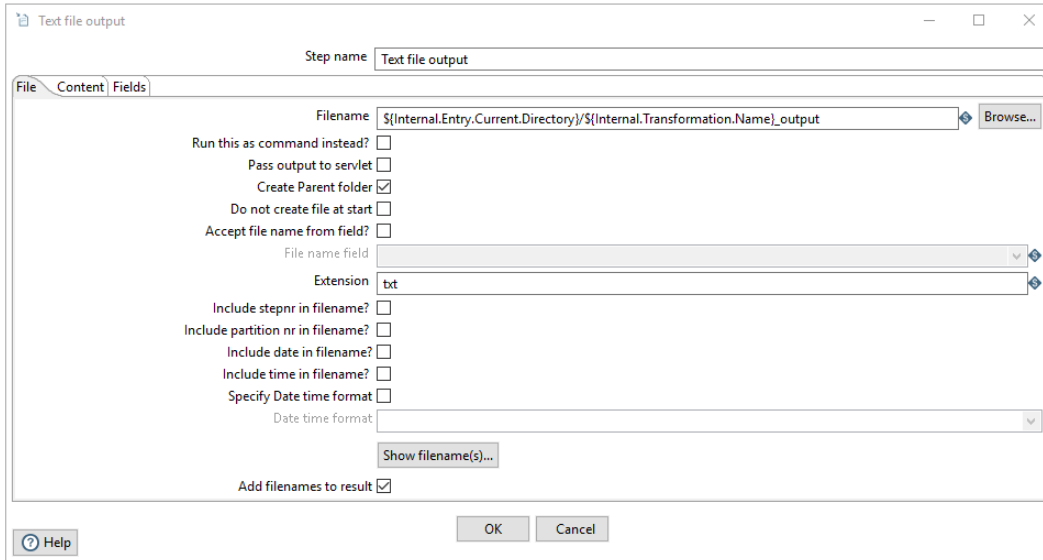 Text file output
Step name Text file output
File Content Fields
Filename ${Internal.Entry.Current.Directory}/${Internal.Transformation.Name}_output Browse...
Run this as command instead?
Pass output to servlet
Create Parent folder
Do not create file at start
Accept file name from field?
File name field
Extension txt
Include stepnr in filename?
Include partition nr in filename?
Include date in filename?
Include time in filename?
Specify Date time format
Date time format
Show filename(s)...
Add filenames to result
OK Cancel
Help